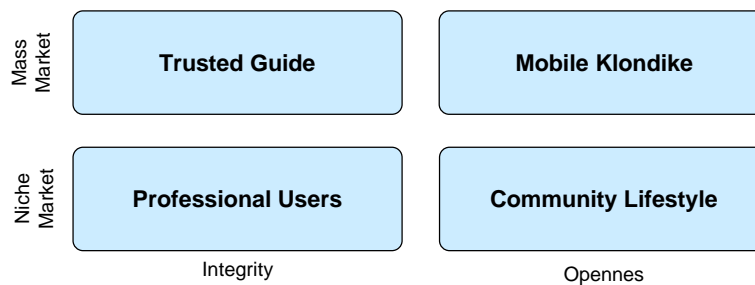 Mass
Market
Trusted Guide
Mobile Klondike
Niche
Market
Professional Users
Community Lifestyle
Integrity
Opennes